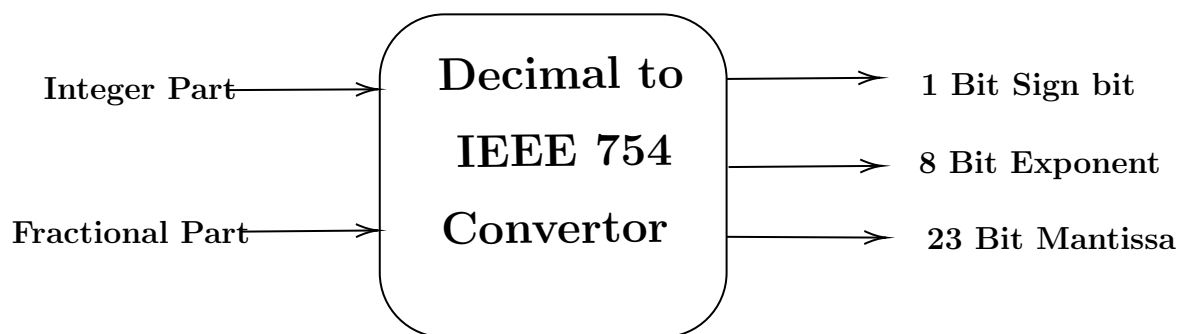 Integer Part
Fractional Part
Decimal to
IEEE 754
Convertor
1 Bit Sign bit
8 Bit Exponent
23 Bit Mantissa